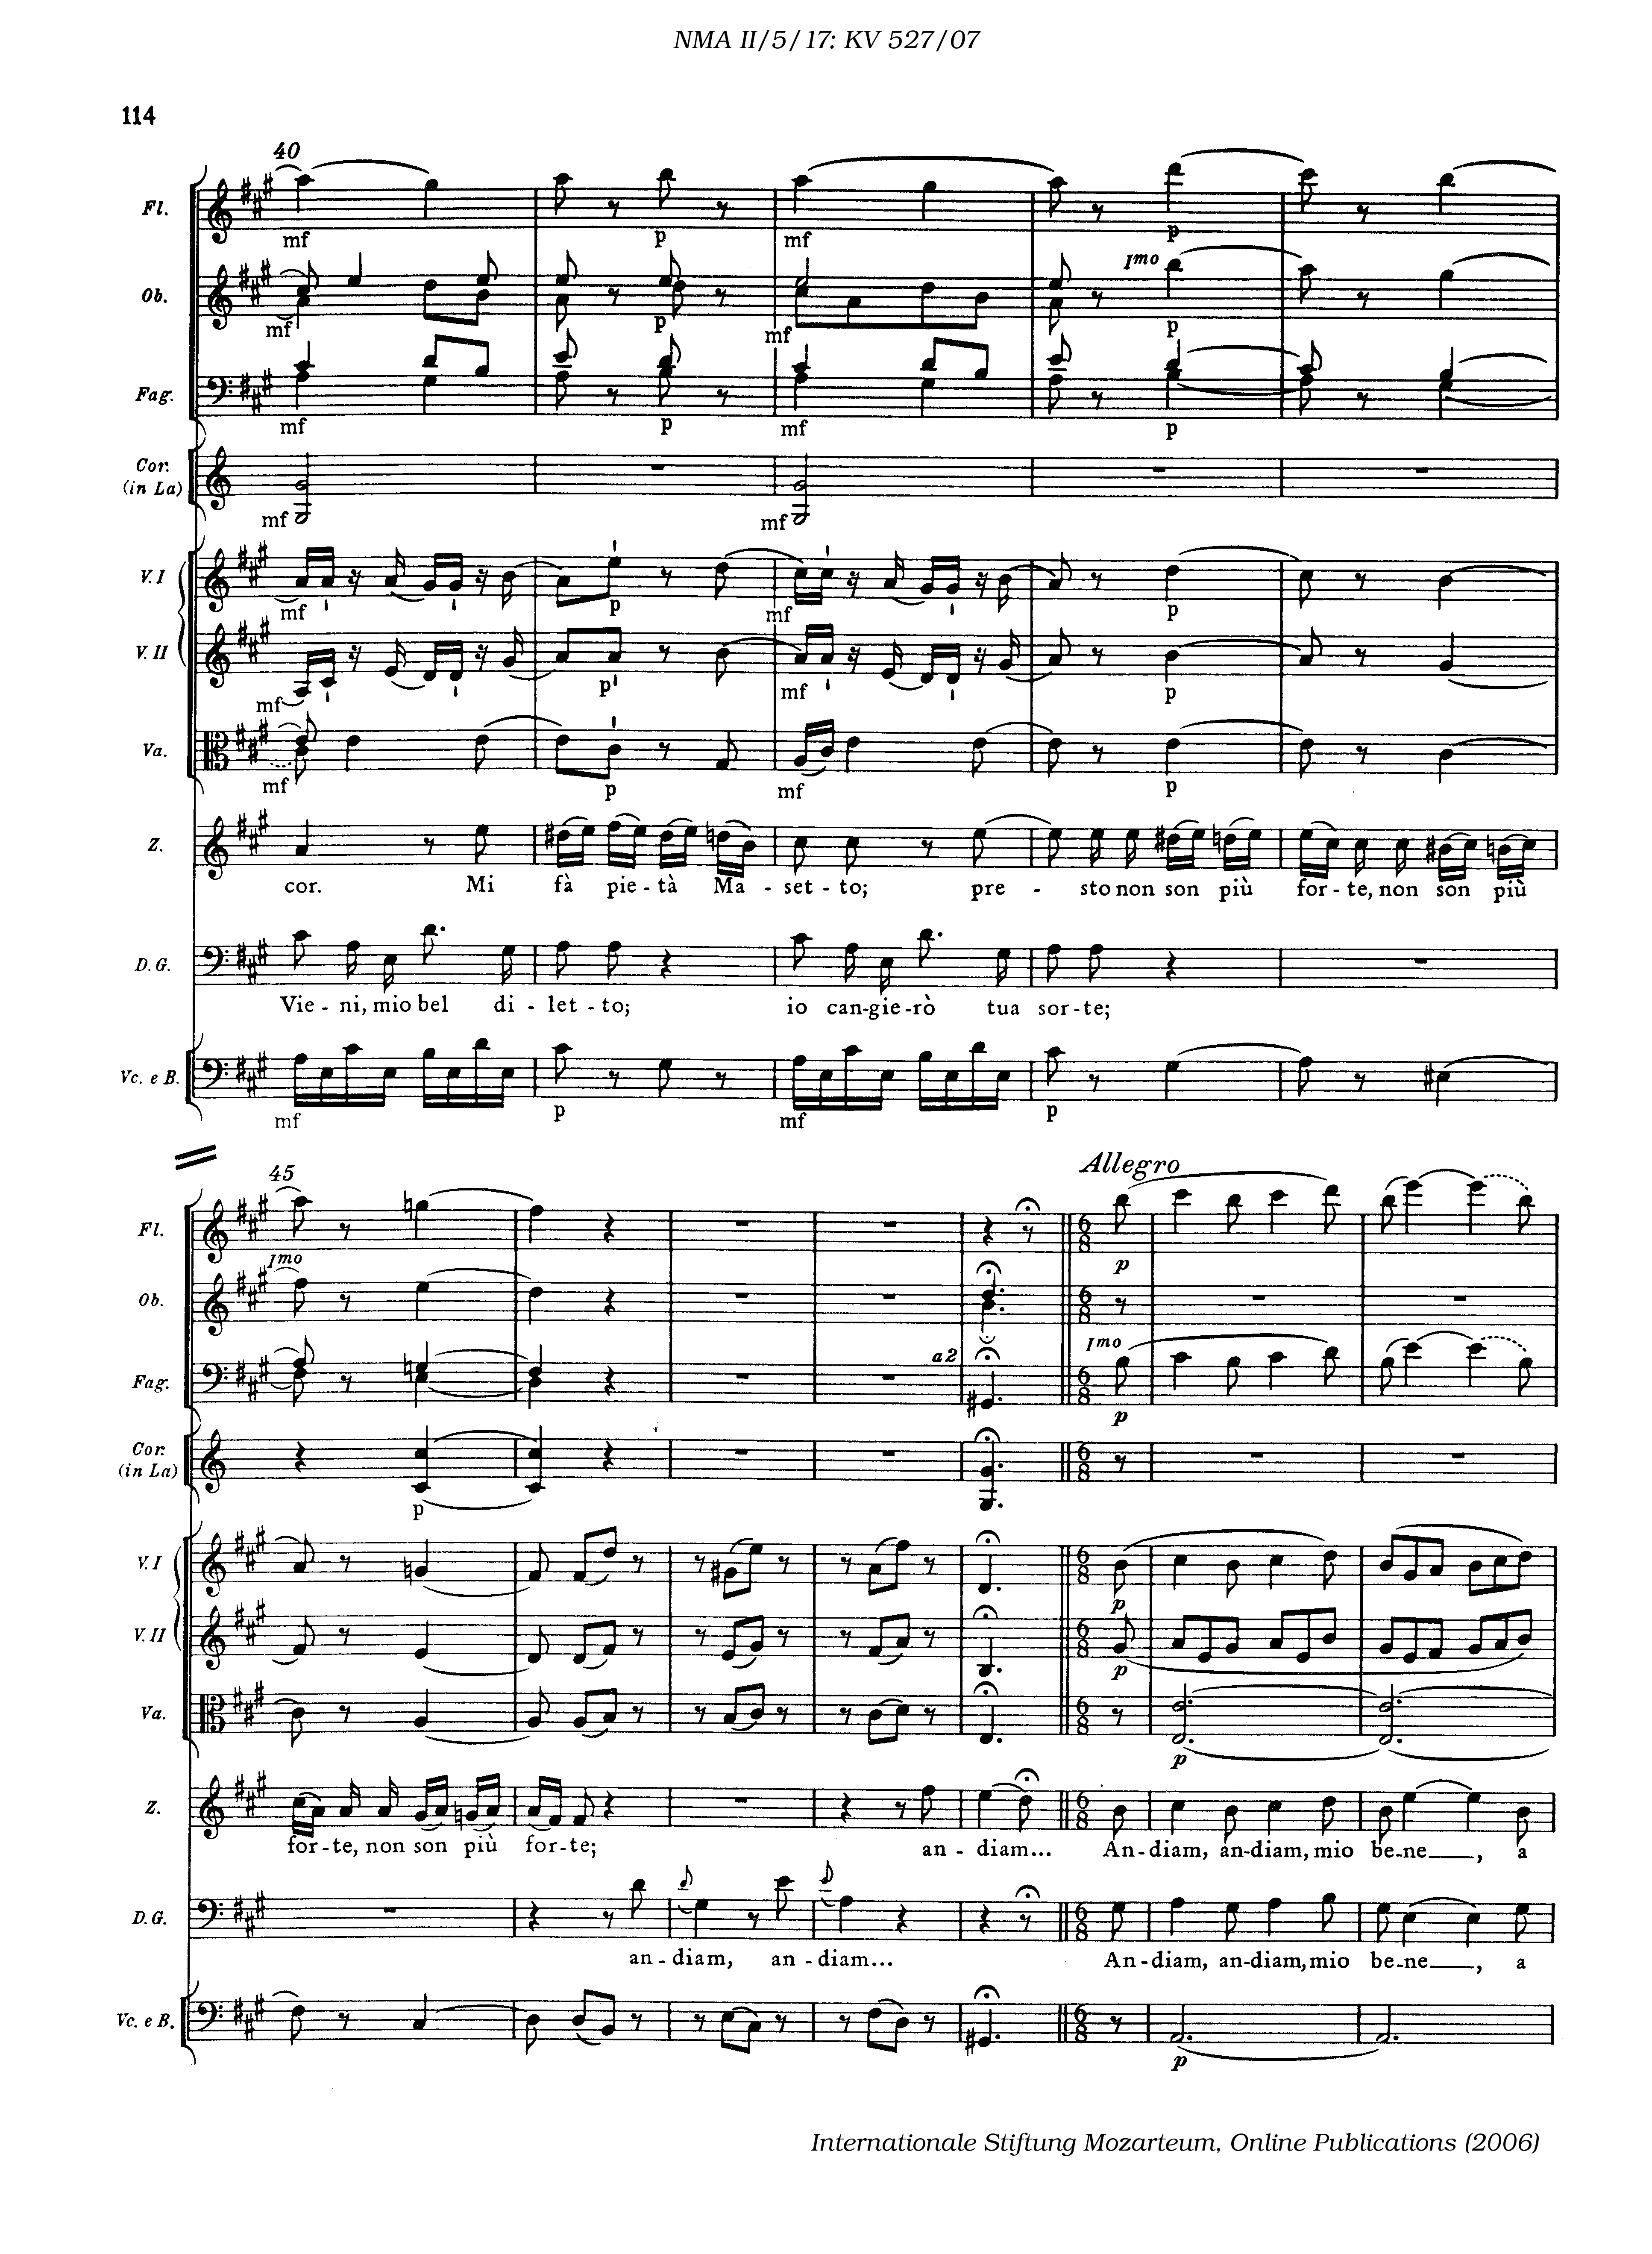 NMA II/5/17: KV 527/07
114
40
Fl.
mf
p
mf
p
Ob.
mf
p
mf
Imo
p
Fag.
mf
p
mf
p
Cor.
(in La)
mf
mf
V. I
mf
p
mf
p
V. II
mf
p
mf
p
Va.
mf
p
mf
p
Z.
cor. Mi fà pie - tà Ma - set - to; pre - sto non son più for - te, non son più
D. G.
Vie - ni, mio bel di - let - to; io can - gie - rò tua sor - te;
Vc. e B.
mf
p
mf
p
45
Allegro
Fl.
p
Imo
Ob.
Fag.
a2
Imo
p
Cor.
(in La)
p
6
8
V. I
p
V. II
p
Va.
p
Z.
for - te, non son più for - te; an - diam... An - diam, an - diam, mio be - ne, a
D. G.
an - diam, an - diam... An - diam, an - diam, mio be - ne, a
Vc. e B.
p
Internationale Stiftung Mozarteum, Online Publications (2006)